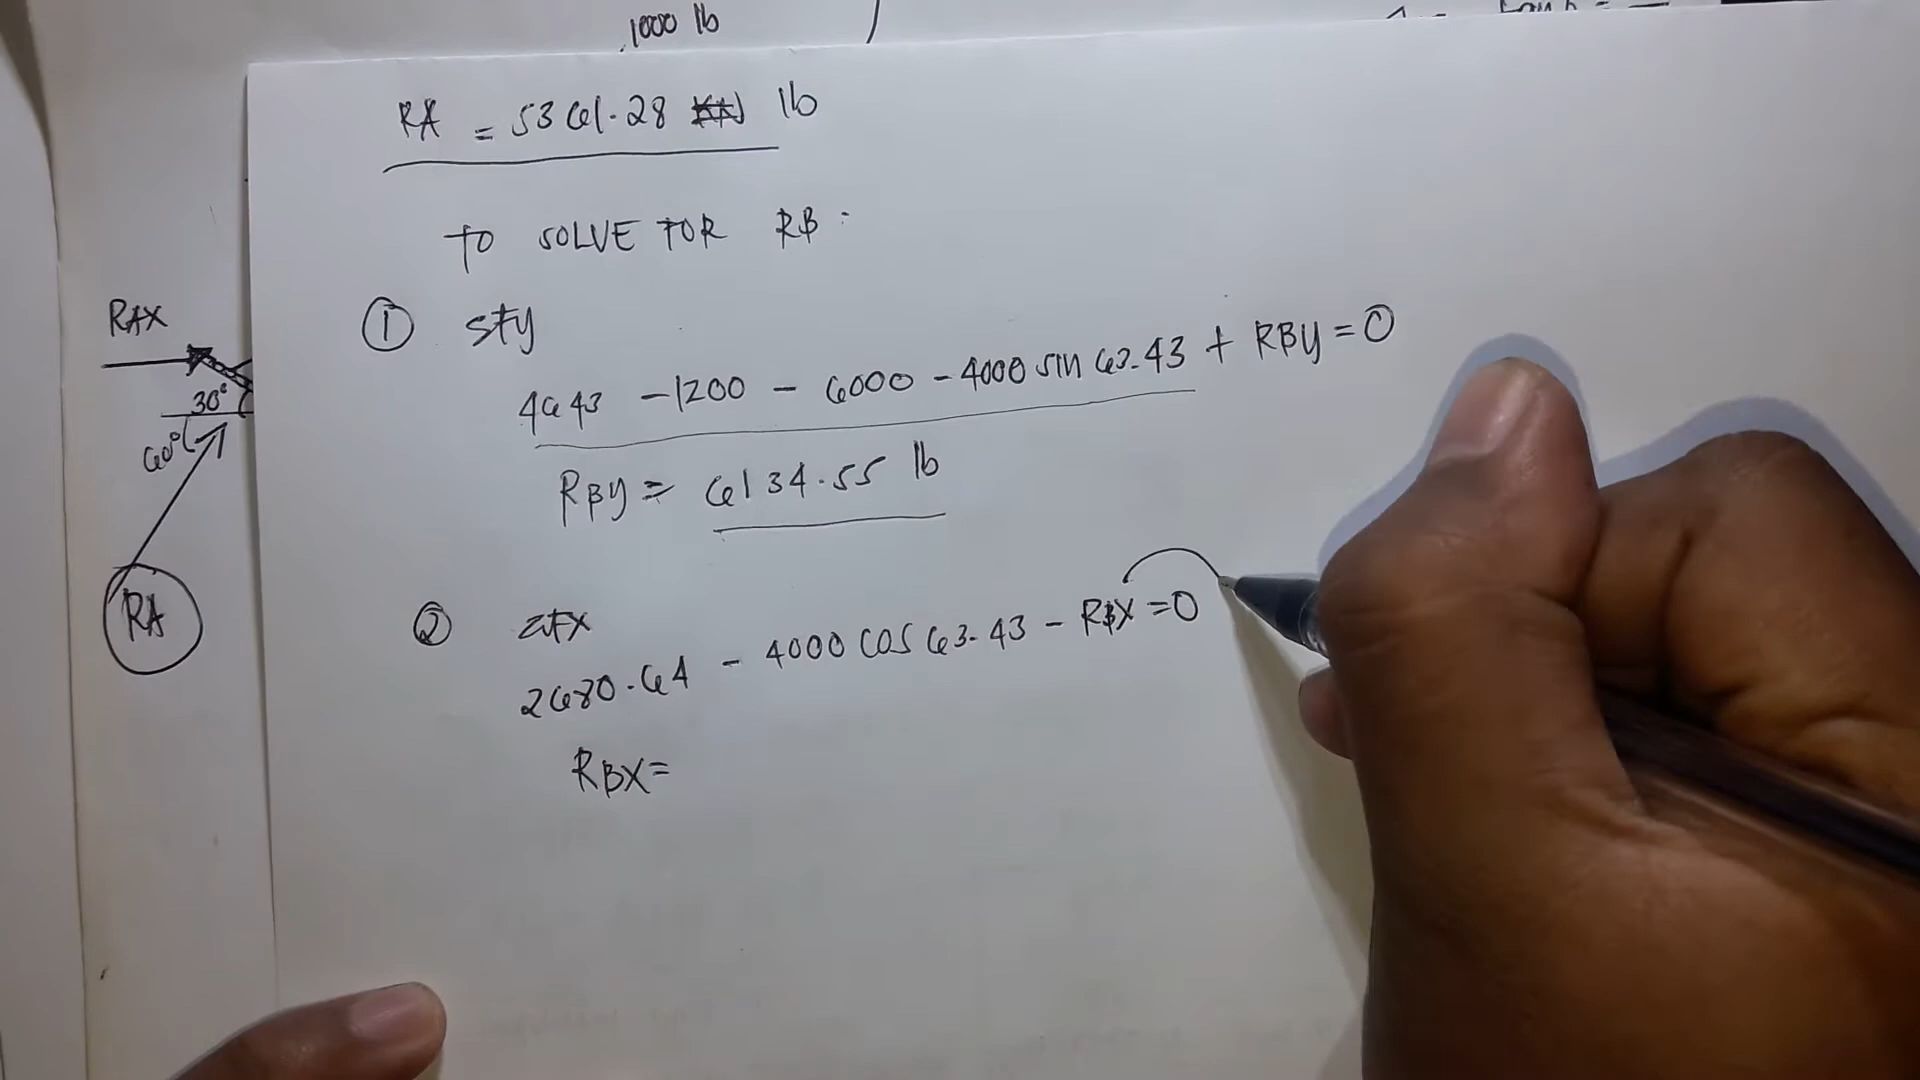 1000 lb
RA = 5361.28 lb
TO SOLVE FOR RB :
① ΣFy
4643 - 1200 - 6000 - 4000 sin 63.43 + RBY = 0
RBY = 6134.55 lb
② ΣFX
2680.64 - 4000 cos 63.43 - RBX = 0
RBX =
RAX
30°
60°
RA